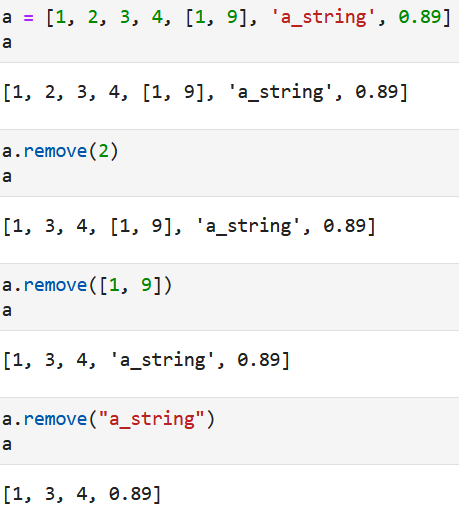 a = [1, 2, 3, 4, [1, 9], 'a_string', 0.89]
a
[1, 2, 3, 4, [1, 9], 'a_string', 0.89]
a.remove(2)
a
[1, 3, 4, [1, 9], 'a_string', 0.89]
a.remove([1, 9])
a
[1, 3, 4, 'a_string', 0.89]
a.remove("a_string")
a
[1, 3, 4, 0.89]